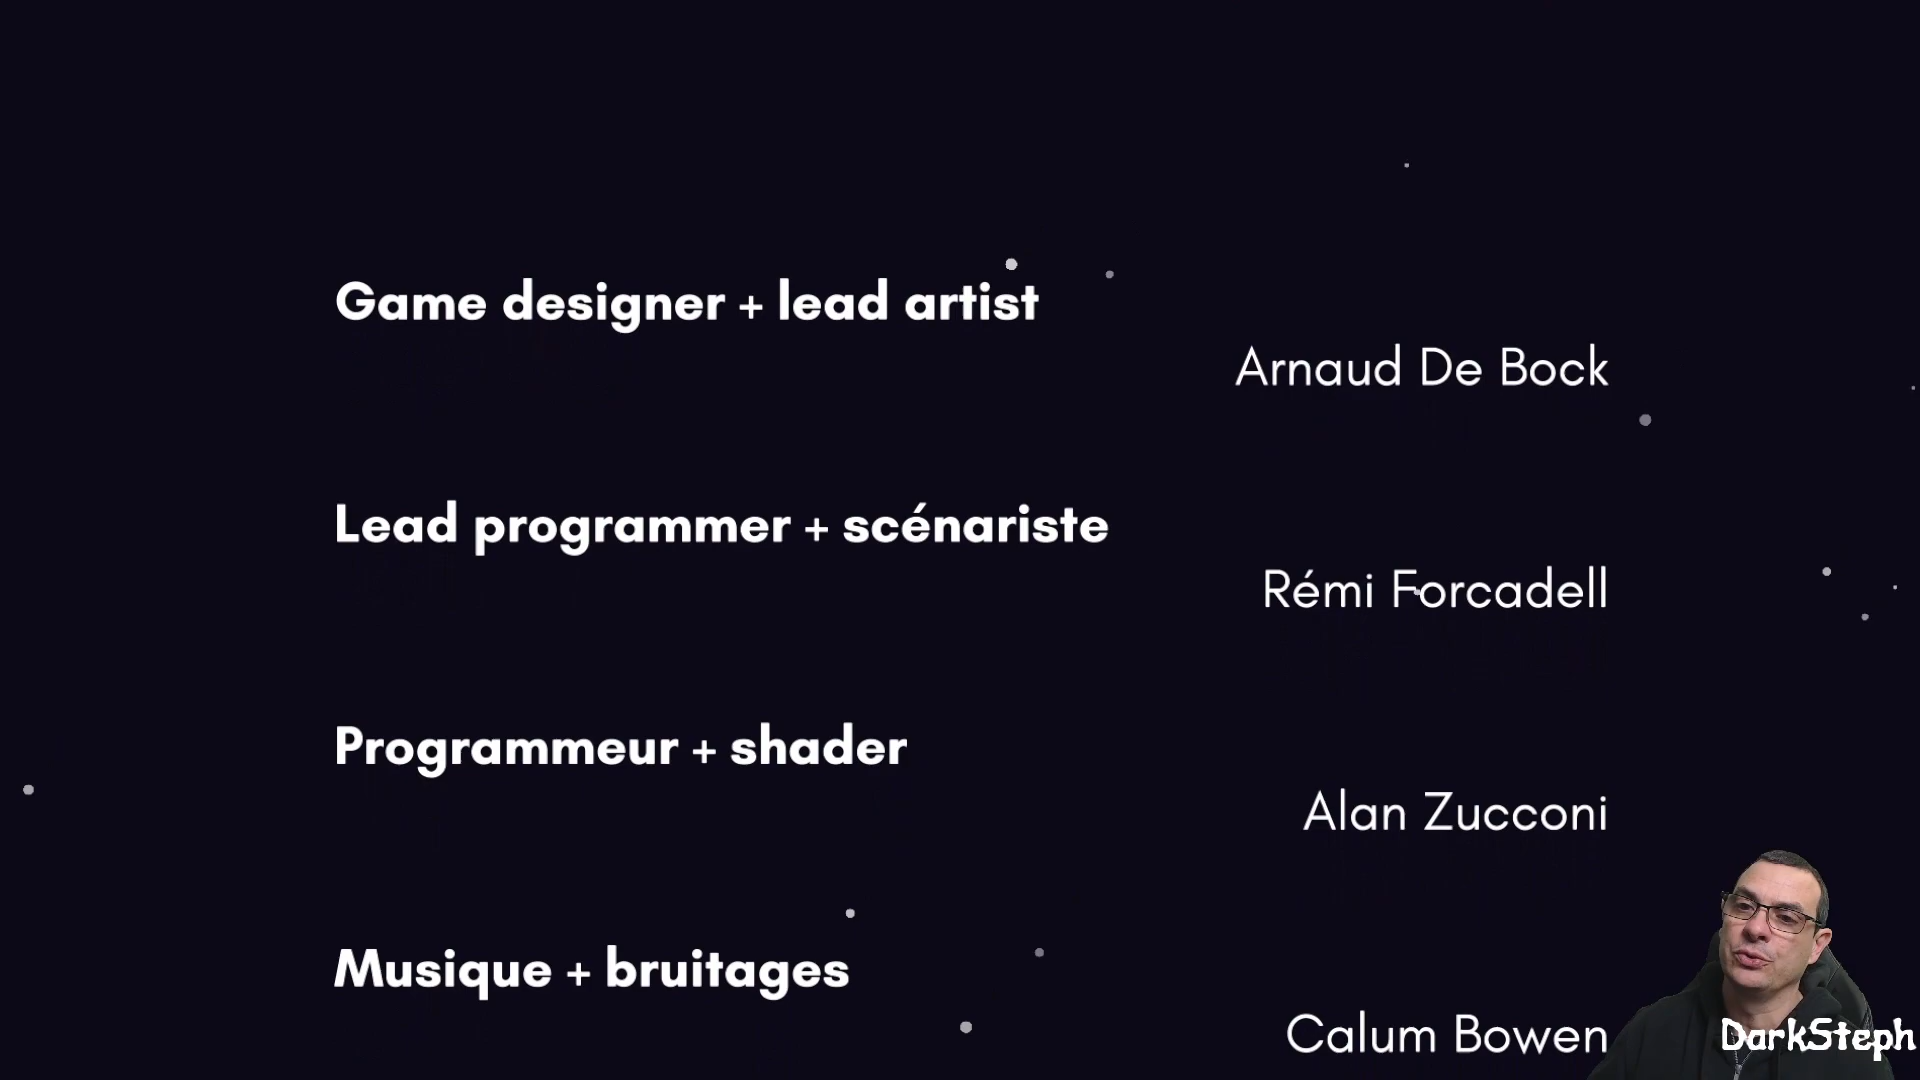 Game designer + lead artist
Arnaud De Bock
Lead programmer + scénariste
Rémi Forcadell
Programmeur + shader
Alan Zucconi
Musique + bruitages
Calum Bowen
DarkSteph